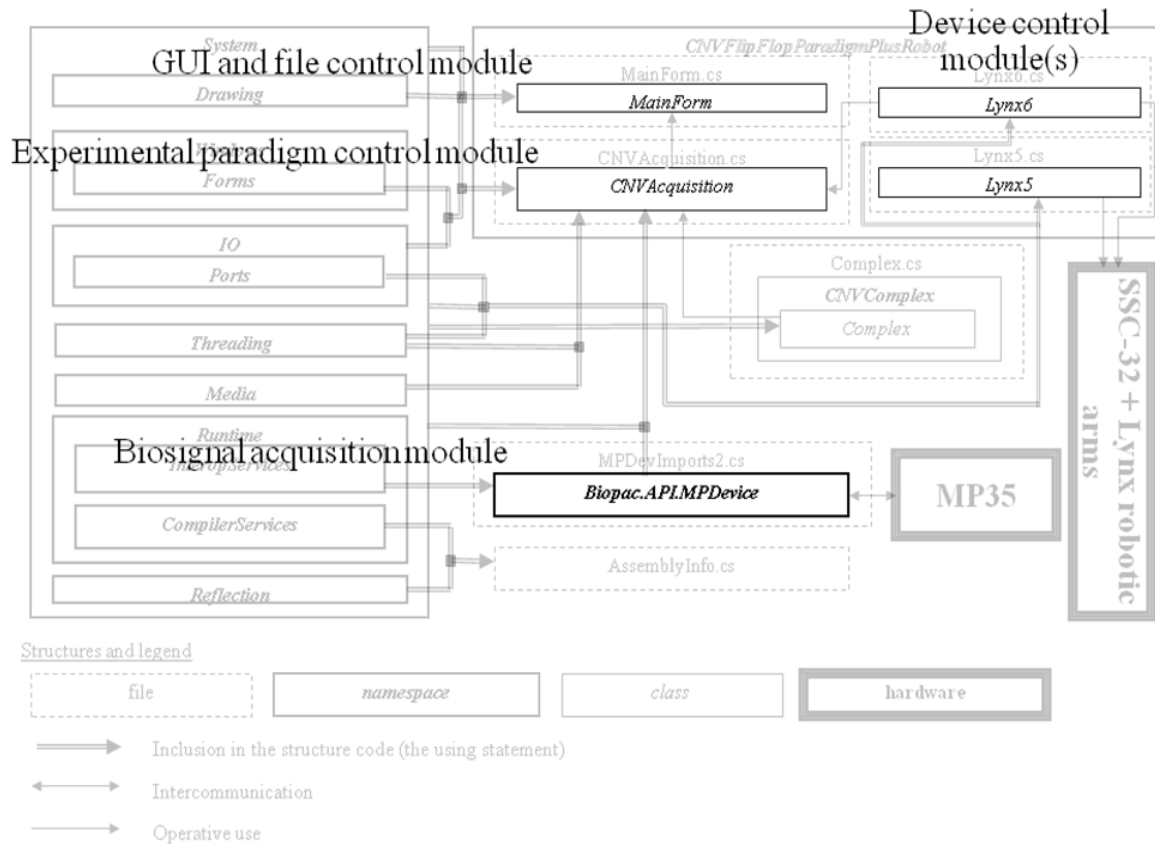 System
GUI and file control module
Drawing
Experimental paradigm control module
Forms
IO
Ports
Threading
Media
Runtime
Biosignal acquisition module
InteropServices
CompilerServices
Reflection
CNVFlipFlopParadigmPlusRobot
Device control
module(s)
MainForm.cs
MainForm
Lynx6.cs
Lynx6
CNVAcquisition.cs
CNVAcquisition
Lynx5.cs
Lynx5
Complex.cs
CNVComplex
Complex
MPDevImports2.cs
Biopac.API.MPDevice
AssemblyInfo.cs
MP35
SSC-32 + Lynx robotic
arms
Structures and legend
file
namespace
class
hardware
Inclusion in the structure code (the using statement)
Intercommunication
Operative use